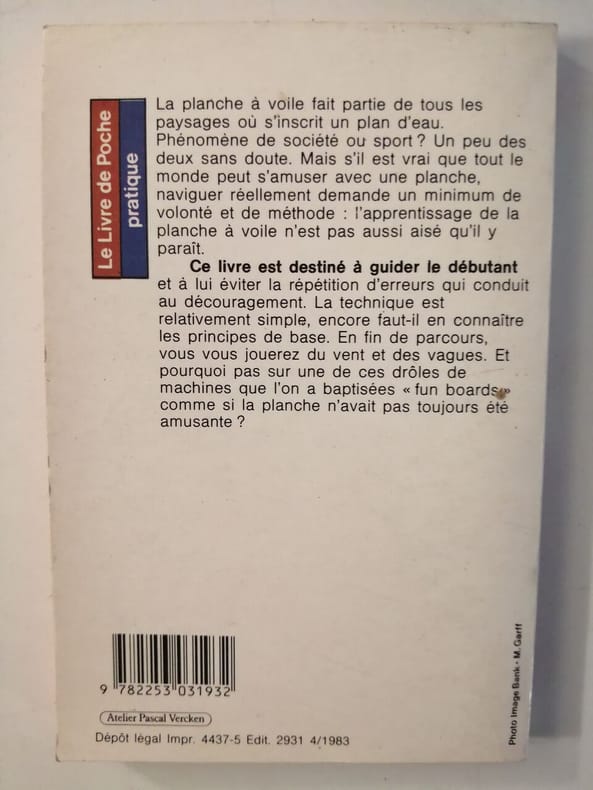 Le Livre de Poche
pratique
La planche à voile fait partie de tous les
paysages où s'inscrit un plan d'eau.
Phénomène de société ou sport ? Un peu des
deux sans doute. Mais s'il est vrai que tout le
monde peut s'amuser avec une planche,
naviguer réellement demande un minimum de
volonté et de méthode : l'apprentissage de la
planche à voile n'est pas aussi aisé qu'il y
paraît.
Ce livre est destiné à guider le débutant
et à lui éviter la répétition d'erreurs qui conduit
au découragement. La technique est
relativement simple, encore faut-il en connaître
les principes de base. En fin de parcours,
vous vous jouerez du vent et des vagues. Et
pourquoi pas sur une de ces drôles de
machines que l'on a baptisées « fun boards »
comme si la planche n'avait pas toujours été
amusante ?
9 782253 031932
Atelier Pascal Vercken
Dépôt légal Impr. 4437-5 Edit. 2931 4/1983
Photo Image Bank - M. Garff